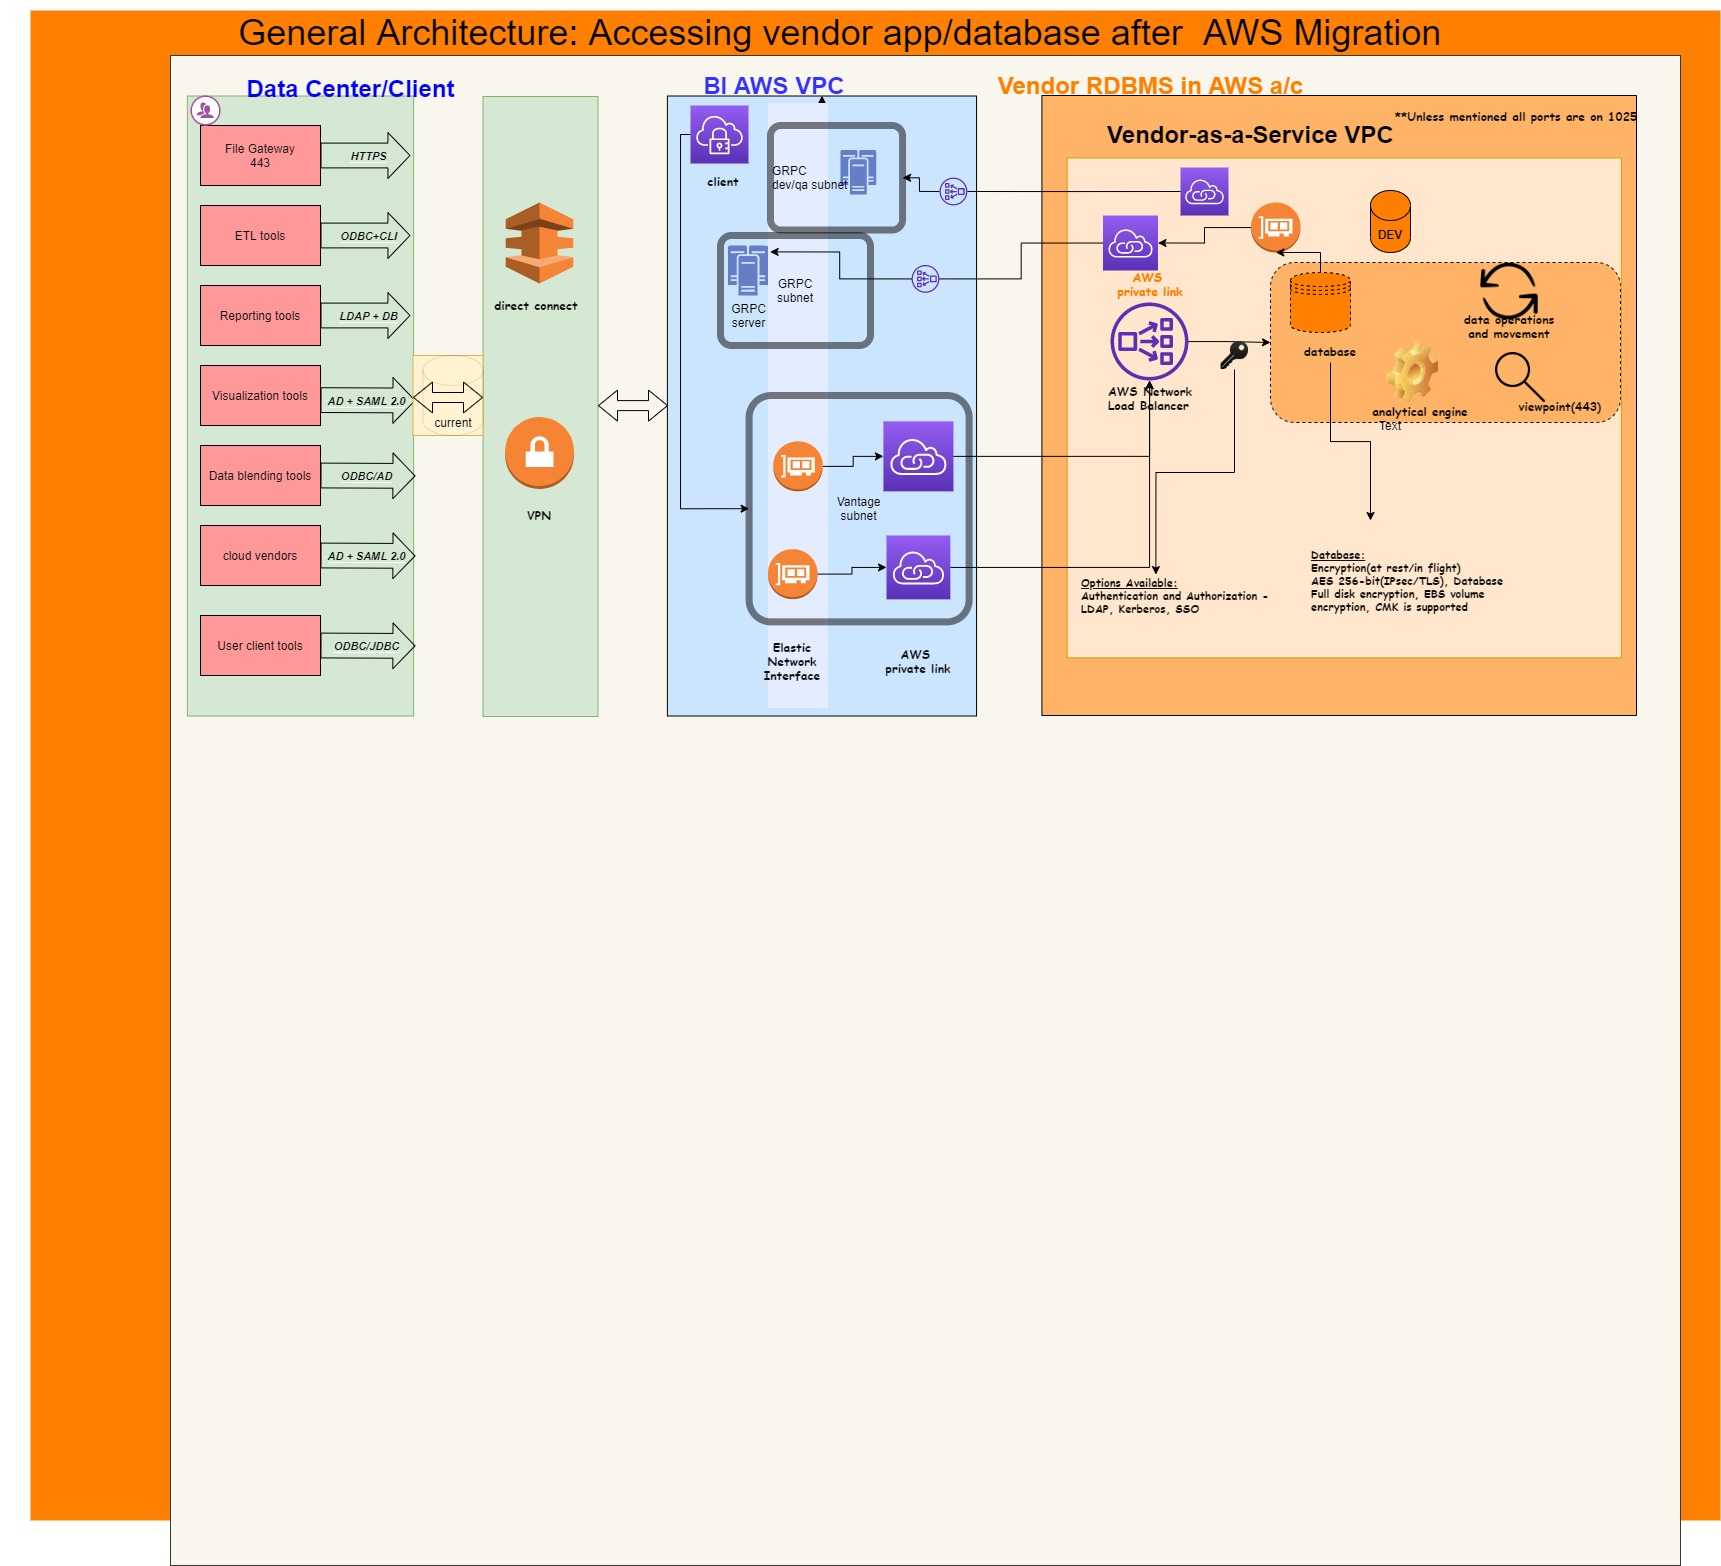 General Architecture: Accessing vendor app/database after  AWS Migration
Data Center/Client
BI AWS VPC
Vendor RDBMS in AWS a/c
File Gateway
443
HTTPS
ETL tools
ODBC+CLI
Reporting tools
LDAP + DB
Visualization tools
AD + SAML 2.0
Data blending tools
ODBC/AD
cloud vendors
AD + SAML 2.0
User client tools
ODBC/JDBC
current
direct connect
VPN
client
GRPC
dev/qa subnet
GRPC
subnet
GRPC
server
Vantage
subnet
Elastic
Network
Interface
AWS
private link
**Unless mentioned all ports are on 1025
Vendor-as-a-Service VPC
DEV
AWS
private link
AWS Network
Load Balancer
database
data operations
and movement
analytical engine
Text
viewpoint(443)
Options Available:
Authentication and Authorization -
LDAP, Kerberos, SSO
Database:
Encryption(at rest/in flight)
AES 256-bit(IPsec/TLS), Database
Full disk encryption, EBS volume
encryption, CMK is supported